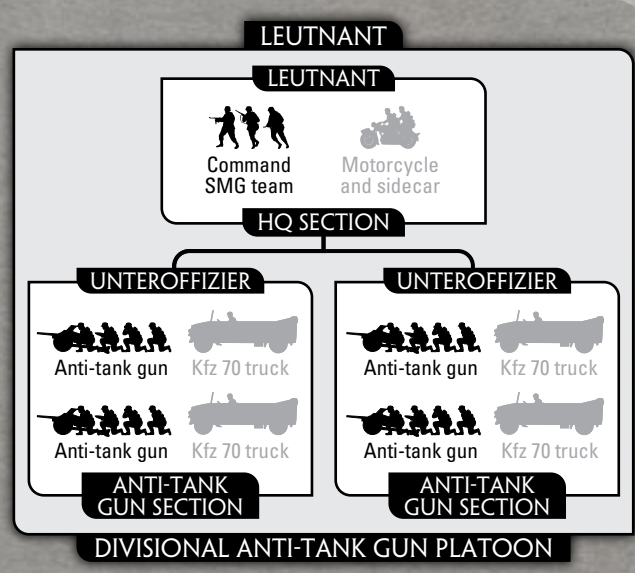 LEUTNANT
LEUTNANT
Command
SMG team
Motorcycle
and sidecar
HQ SECTION
UNTEROFFIZIER
Anti-tank gun
Kfz 70 truck
Anti-tank gun
Kfz 70 truck
ANTI-TANK
GUN SECTION
UNTEROFFIZIER
Anti-tank gun
Kfz 70 truck
Anti-tank gun
Kfz 70 truck
ANTI-TANK
GUN SECTION
DIVISIONAL ANTI-TANK GUN PLATOON